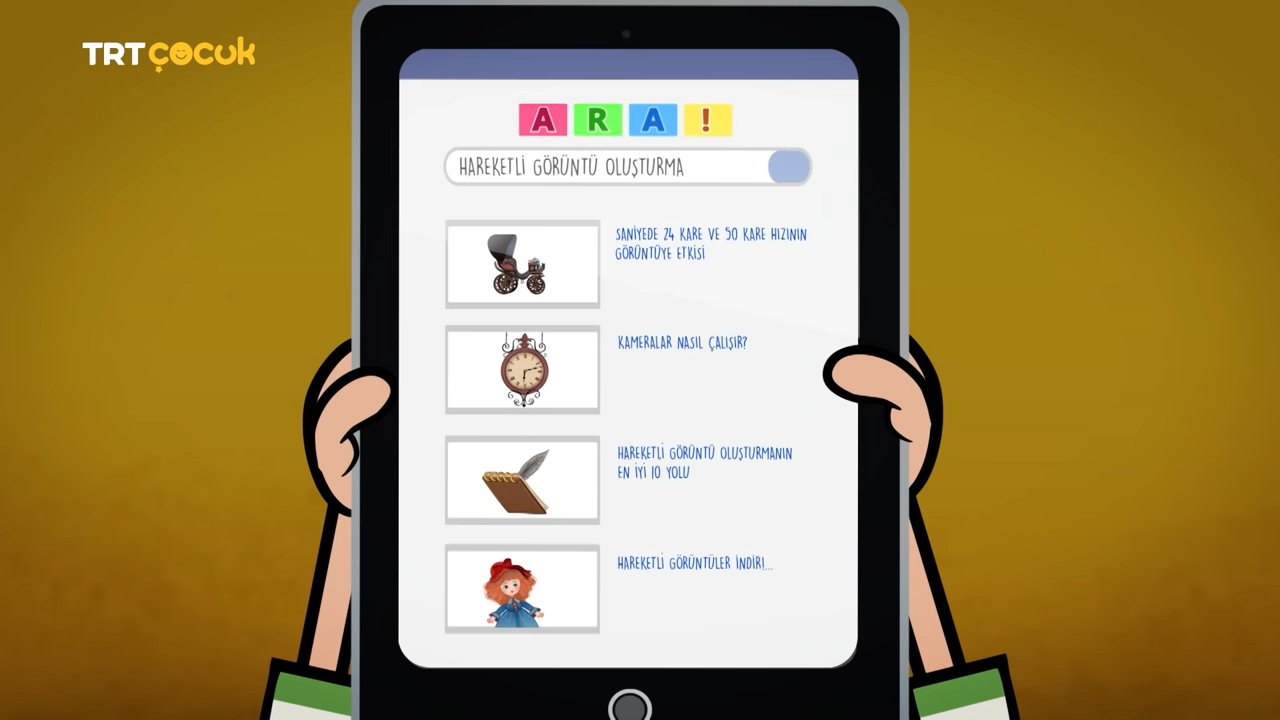 TRT çocuk
ARA!
HAREKETLİ GÖRÜNTÜ OLUŞTURMA
SANİYEDE 24 KARE VE 50 KARE HIZININ
GÖRÜNTÜYE ETKİSİ
KAMERALAR NASIL ÇALIŞIR?
HAREKETLİ GÖRÜNTÜ OLUŞTURMANIN
EN İYİ 10 YOLU
HAREKETLİ GÖRÜNTÜLER İNDİR!...